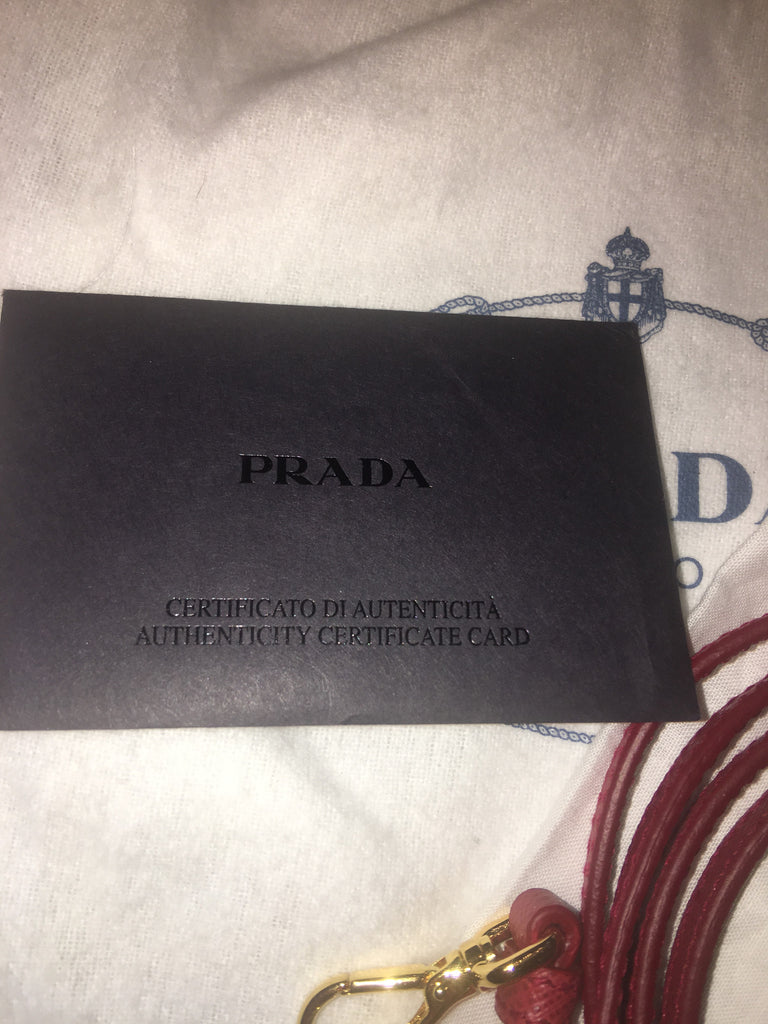 PRADA
CERTIFICATO DI AUTENTICITÀ
AUTHENTICITY CERTIFICATE CARD
DA
O